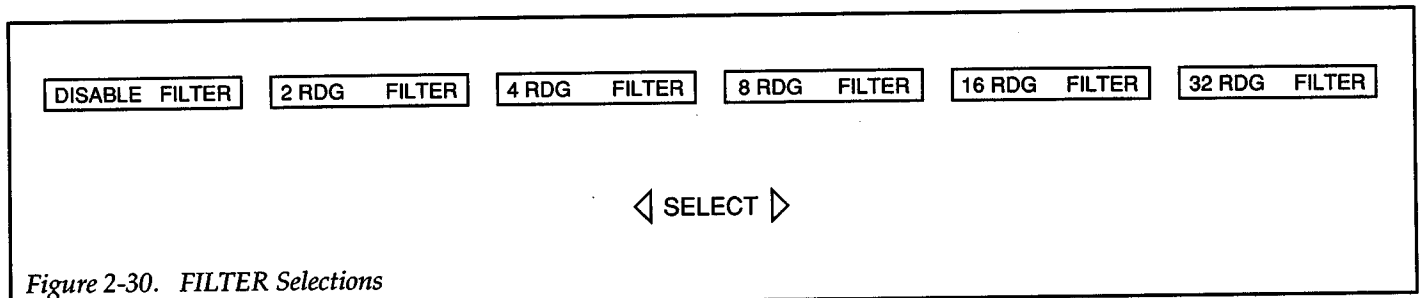 DISABLE FILTER 2 RDG FILTER 4 RDG FILTER 8 RDG FILTER 16 RDG FILTER 32 RDG FILTER
SELECT
Figure 2-30. FILTER Selections